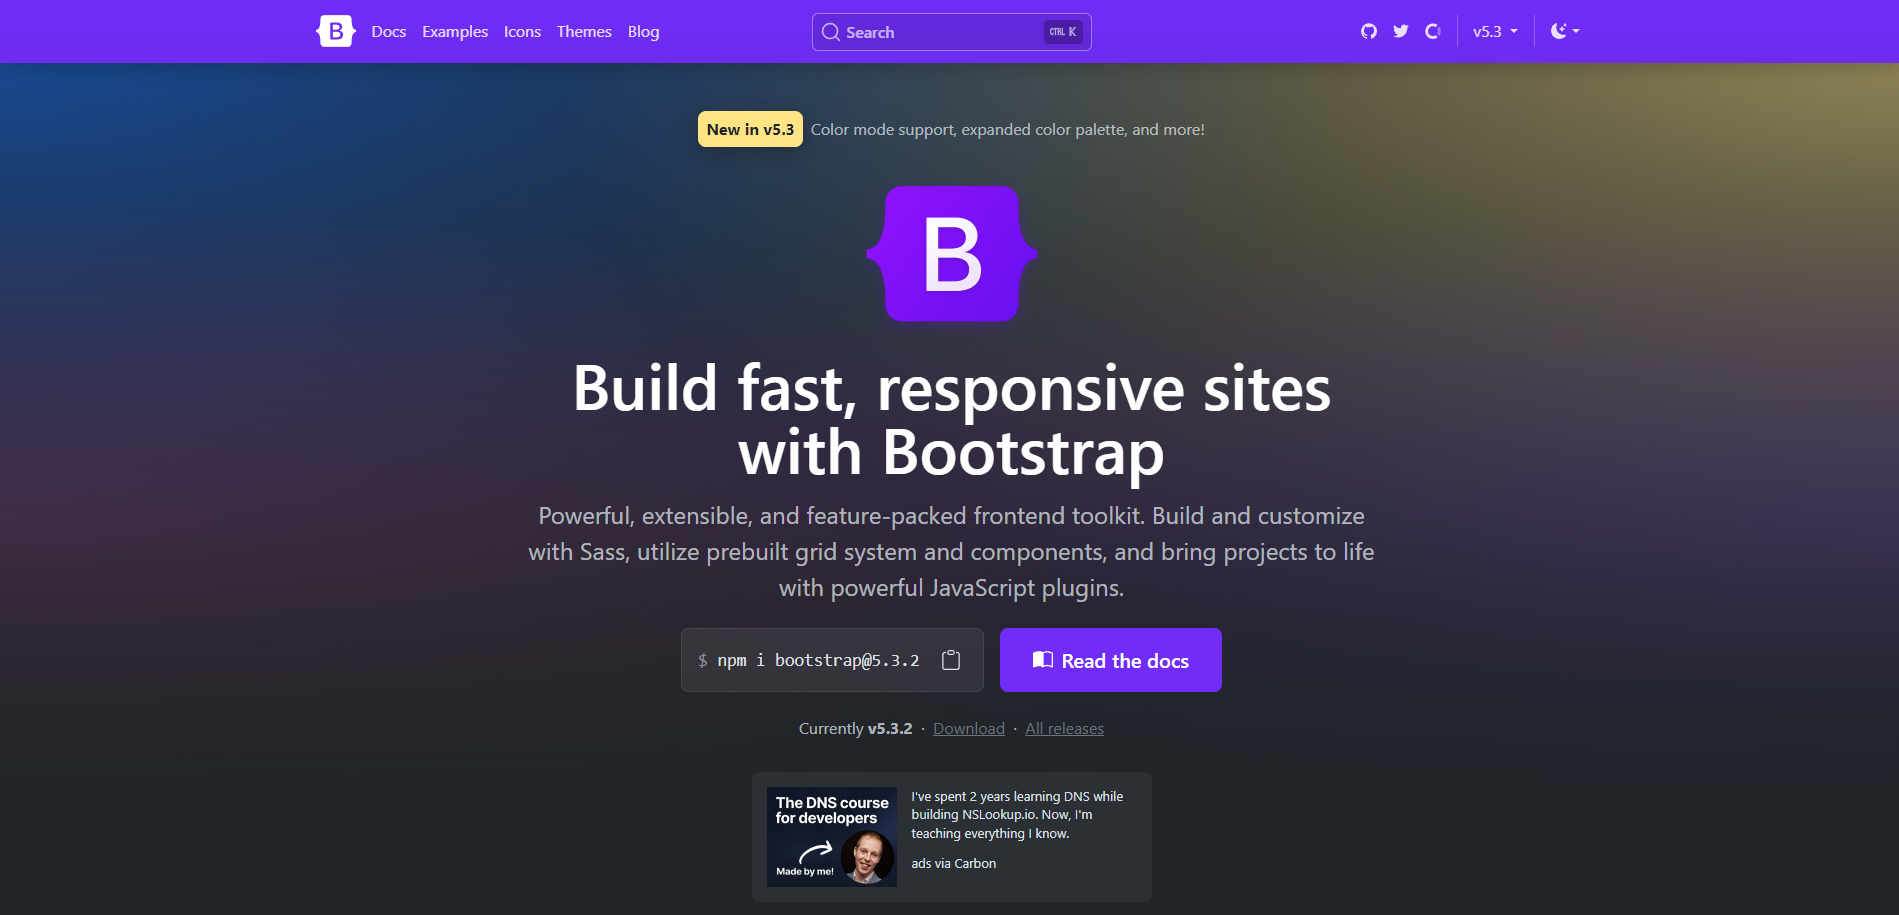 B Docs Examples Icons Themes Blog Search CTRL K v5.3
New in v5.3 Color mode support, expanded color palette, and more!
B
Build fast, responsive sites
with Bootstrap
Powerful, extensible, and feature-packed frontend toolkit. Build and customize
with Sass, utilize prebuilt grid system and components, and bring projects to life
with powerful JavaScript plugins.
$ npm i bootstrap@5.3.2 Read the docs
Currently v5.3.2 · Download · All releases
The DNS course
for developers
Made by me!
I've spent 2 years learning DNS while
building NSLookup.io. Now, I'm
teaching everything I know.
ads via Carbon